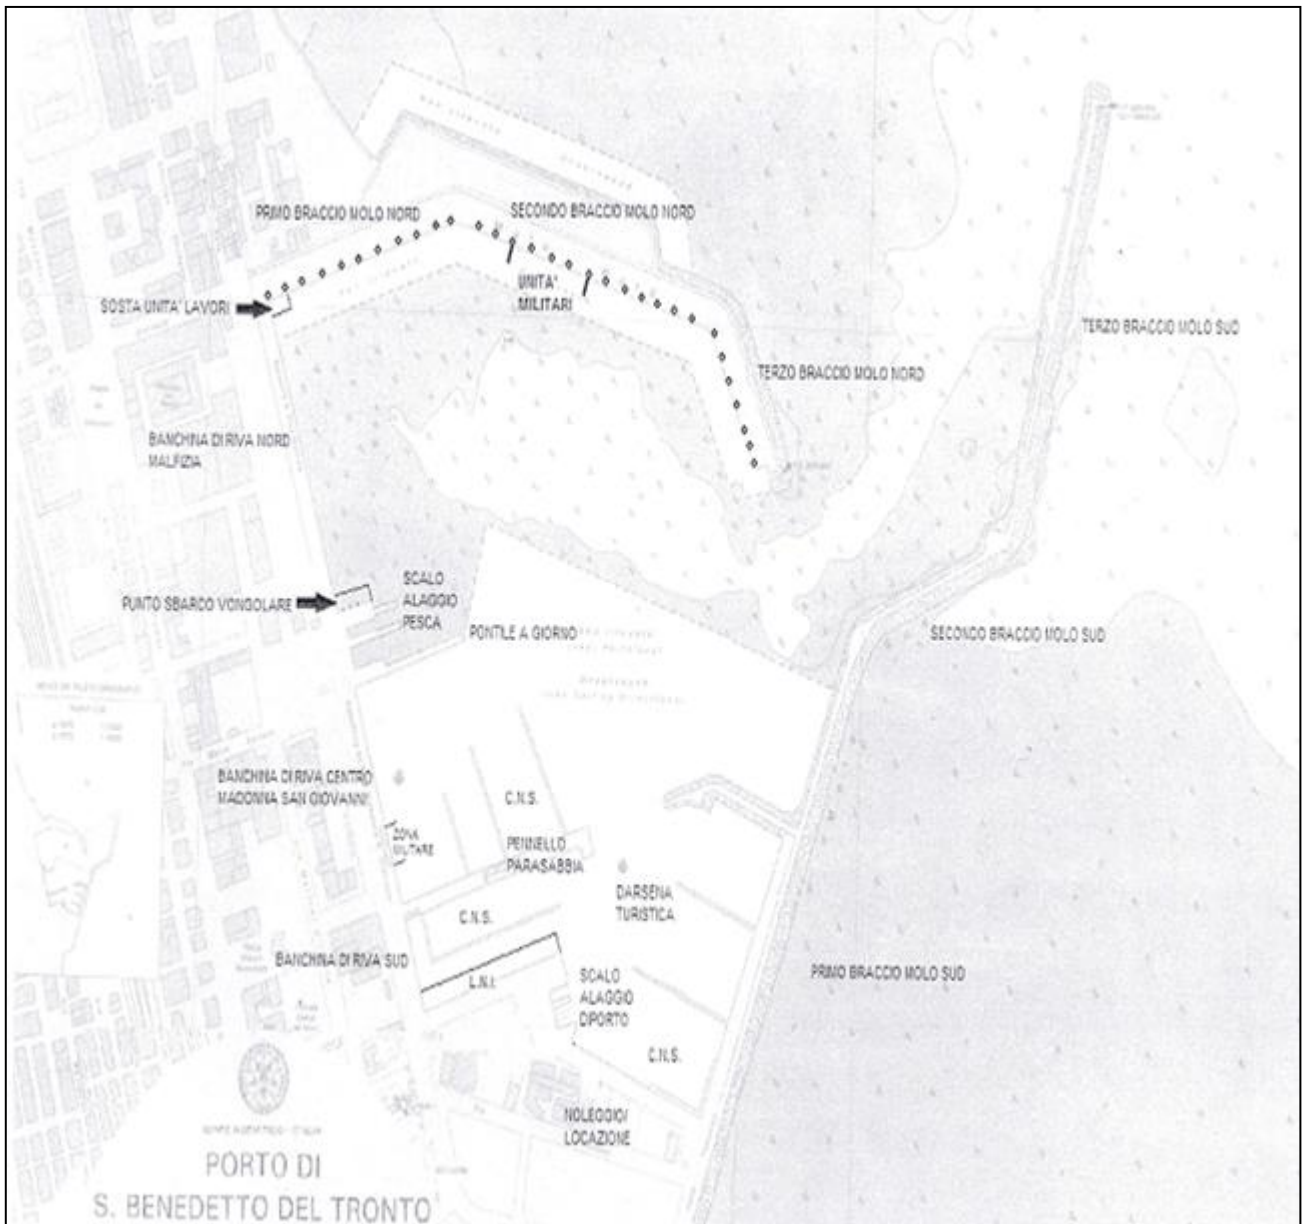 PRIMO BRACCIO MOLO NORD
SECONDO BRACCIO MOLO NORD
UNITA'
MILITARI
SOSTA UNITA' LAVORI
TERZO BRACCIO MOLO SUD
TERZO BRACCIO MOLO NORD
BANCHINA DI RIVA NORD
MALFIZIA
SCALO
ALAGGIO
PESCA
PUNTO SBARCO VONGOLARE
PONTILE A GIORNO
SECONDO BRACCIO MOLO SUD
BANCHINA DI RIVA CENTRO
MADONNA SAN GIOVANNI
C.N.S.
ZONA
MILITARE
PENNELLO
PARASABBIA
DARSENA
TURISTICA
C.N.S.
BANCHINA DI RIVA SUD
L.N.I.
SCALO
ALAGGIO
DIPORTO
PRIMO BRACCIO MOLO SUD
C.N.S.
NOLEGGIO/
LOCAZIONE
PORTO DI
S. BENEDETTO DEL TRONTO